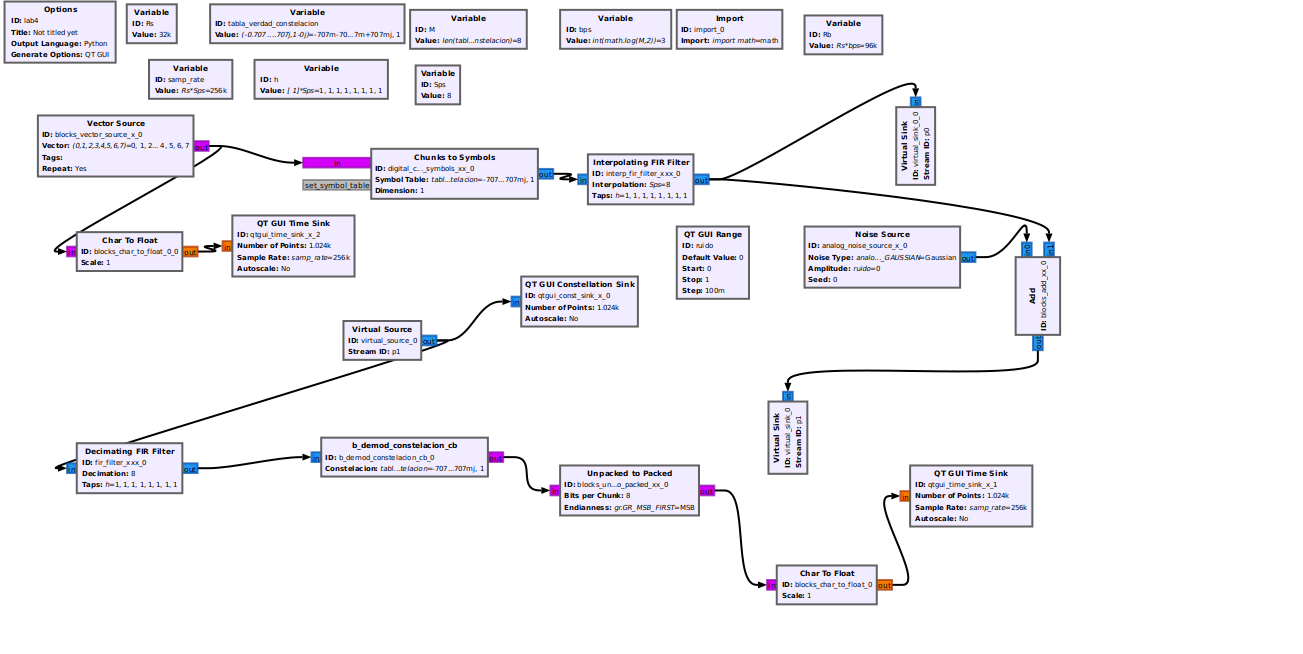 Options
ID: lab4
Title: Not titled yet
Output Language: Python
Generate Options: QT GUI
Variable
ID: Rs
Value: 32k
Variable
ID: tabla_verdad_constelacion
Value: (-0.707 ....707j,1-0j)=-707m-70...7m+707mj, 1
Variable
ID: M
Value: len(tabl...nstelacion)=8
Variable
ID: bps
Value: int(math.log(M,2))=3
Import
ID: import_0
Import: import math=math
Variable
ID: Rb
Value: Rs*bps=96k
Variable
ID: samp_rate
Value: Rs*Sps=256k
Variable
ID: h
Value: [ 1]*Sps=1, 1, 1, 1, 1, 1, 1, 1
Variable
ID: Sps
Value: 8
Vector Source
ID: blocks_vector_source_x_0
Vector: (0,1,2,3,4,5,6,7)=0, 1, 2... 4, 5, 6, 7
Tags:
Repeat: Yes
out
in
set_symbol_table
Chunks to Symbols
ID: digital_c...symbols_xx_0
Symbol Table: tabl...telacion=-707...707mj, 1
Dimension: 1
out
in
Interpolating FIR Filter
ID: interp_fir_filter_xxx_0
Interpolation: Sps=8
Taps: h=1, 1, 1, 1, 1, 1, 1, 1
out
in
Virtual Sink
ID: virtual_sink_0_0
Stream ID: p0
in
Char To Float
ID: blocks_char_to_float_0_0
Scale: 1
out
in
QT GUI Time Sink
ID: qtgui_time_sink_x_2
Number of Points: 1.024k
Sample Rate: samp_rate=256k
Autoscale: No
QT GUI Range
ID: ruido
Default Value: 0
Start: 0
Stop: 1
Step: 100m
Noise Source
ID: analog_noise_source_x_0
Noise Type: analo..._GAUSSIAN=Gaussian
Amplitude: ruido=0
Seed: 0
out
in0
in1
Add
ID: blocks_add_xx_0
out
in
QT GUI Constellation Sink
ID: qtgui_const_sink_x_0
Number of Points: 1.024k
Autoscale: No
Virtual Source
ID: virtual_source_0
Stream ID: p1
out
in
Virtual Sink
ID: virtual_sink_0
Stream ID: p1
in
Decimating FIR Filter
ID: fir_filter_xxx_0
Decimation: 8
Taps: h=1, 1, 1, 1, 1, 1, 1, 1
out
in
b_demod_constelacion_cb
ID: b_demod_constelacion_cb_0
Constelacion: tabl...telacion=-707...707mj, 1
out
in
Unpacked to Packed
ID: blocks_un...o_packed_xx_0
Bits per Chunk: 8
Endianness: gr.GR_MSB_FIRST=MSB
out
in
QT GUI Time Sink
ID: qtgui_time_sink_x_1
Number of Points: 1.024k
Sample Rate: samp_rate=256k
Autoscale: No
in
Char To Float
ID: blocks_char_to_float_0
Scale: 1
out